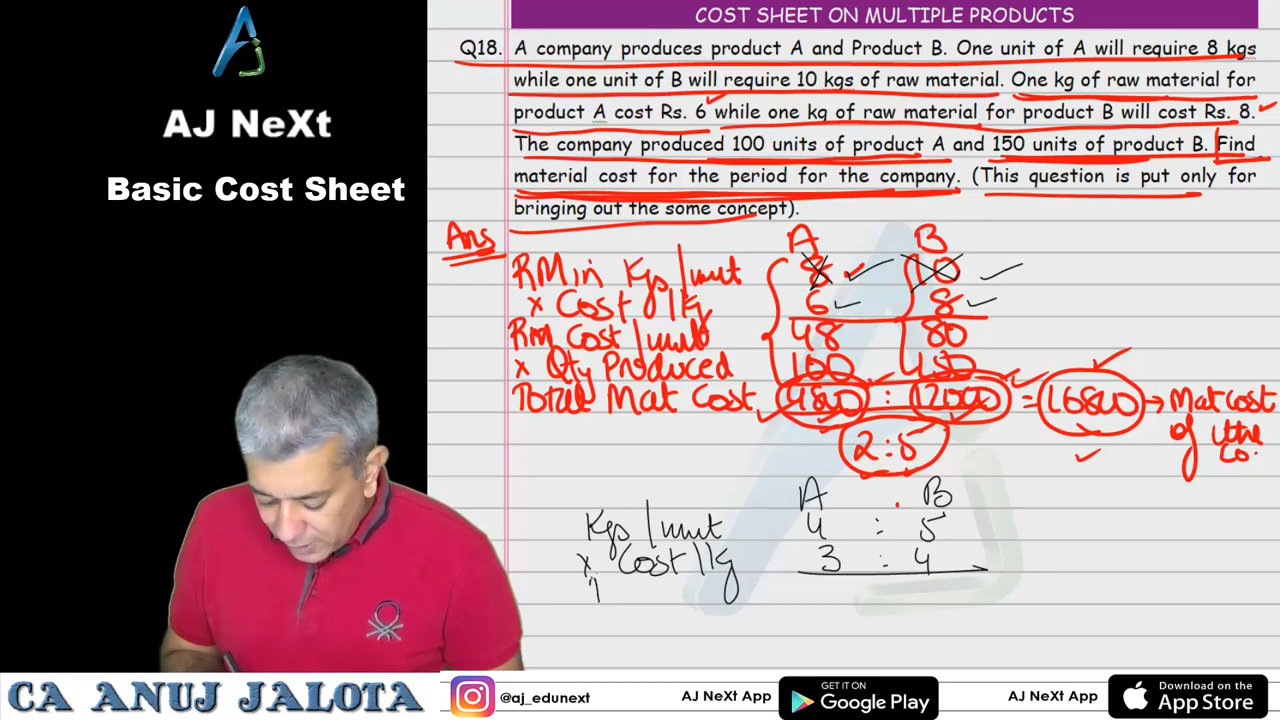 COST SHEET ON MULTIPLE PRODUCTS
Q18. A company produces product A and Product B. One unit of A will require 8 kgs
while one unit of B will require 10 kgs of raw material. One kg of raw material for
product A cost Rs. 6 while one kg of raw material for product B will cost Rs. 8.
The company produced 100 units of product A and 150 units of product B. Find
material cost for the period for the company. (This question is put only for
bringing out the some concept).
AJ NeXt
Basic Cost Sheet
Ans
A B
RM in Kgs/unit 8 10
x Cost/kg 6 8
RM Cost/unit 48 80
x Qty Produced 100 150
Total Mat Cost 4800 : 12000 = 16800 → Mat cost
of the
Co.
2:5
A B
Kgs/unit 4 : 5
x Cost/kg 3 : 4
CA ANUJ JALOTA
@aj_edunext
AJ NeXt App
GET IT ON
Google Play
AJ NeXt App
Download on the
App Store